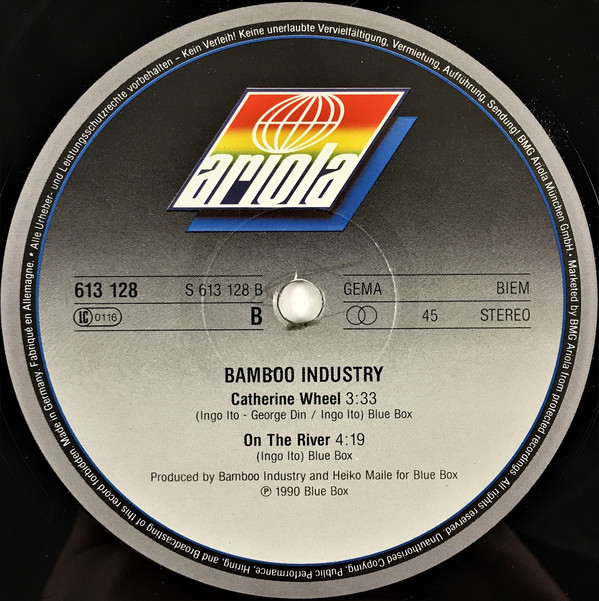 Alle Urheber- und Leistungsschutzrechte vorbehalten – Kein Verleih! Keine unerlaubte Vervielfältigung, Vermietung, Aufführung, Sendung! BMG Ariola München GmbH · Marketed by BMG Ariola from protected recordings. All rights reserved. Unauthorised Copying, Public Performance, Hiring, and Broadcasting of this record forbidden. Made in Germany. Fabriqué en Allemagne. •
ariola
613 128 S 613 128 B GEMA BIEM
LC 0116 B 45 STEREO
BAMBOO INDUSTRY
Catherine Wheel 3:33
(Ingo Ito - George Din / Ingo Ito) Blue Box
On The River 4:19
(Ingo Ito) Blue Box
Produced by Bamboo Industry and Heiko Maile for Blue Box
℗ 1990 Blue Box